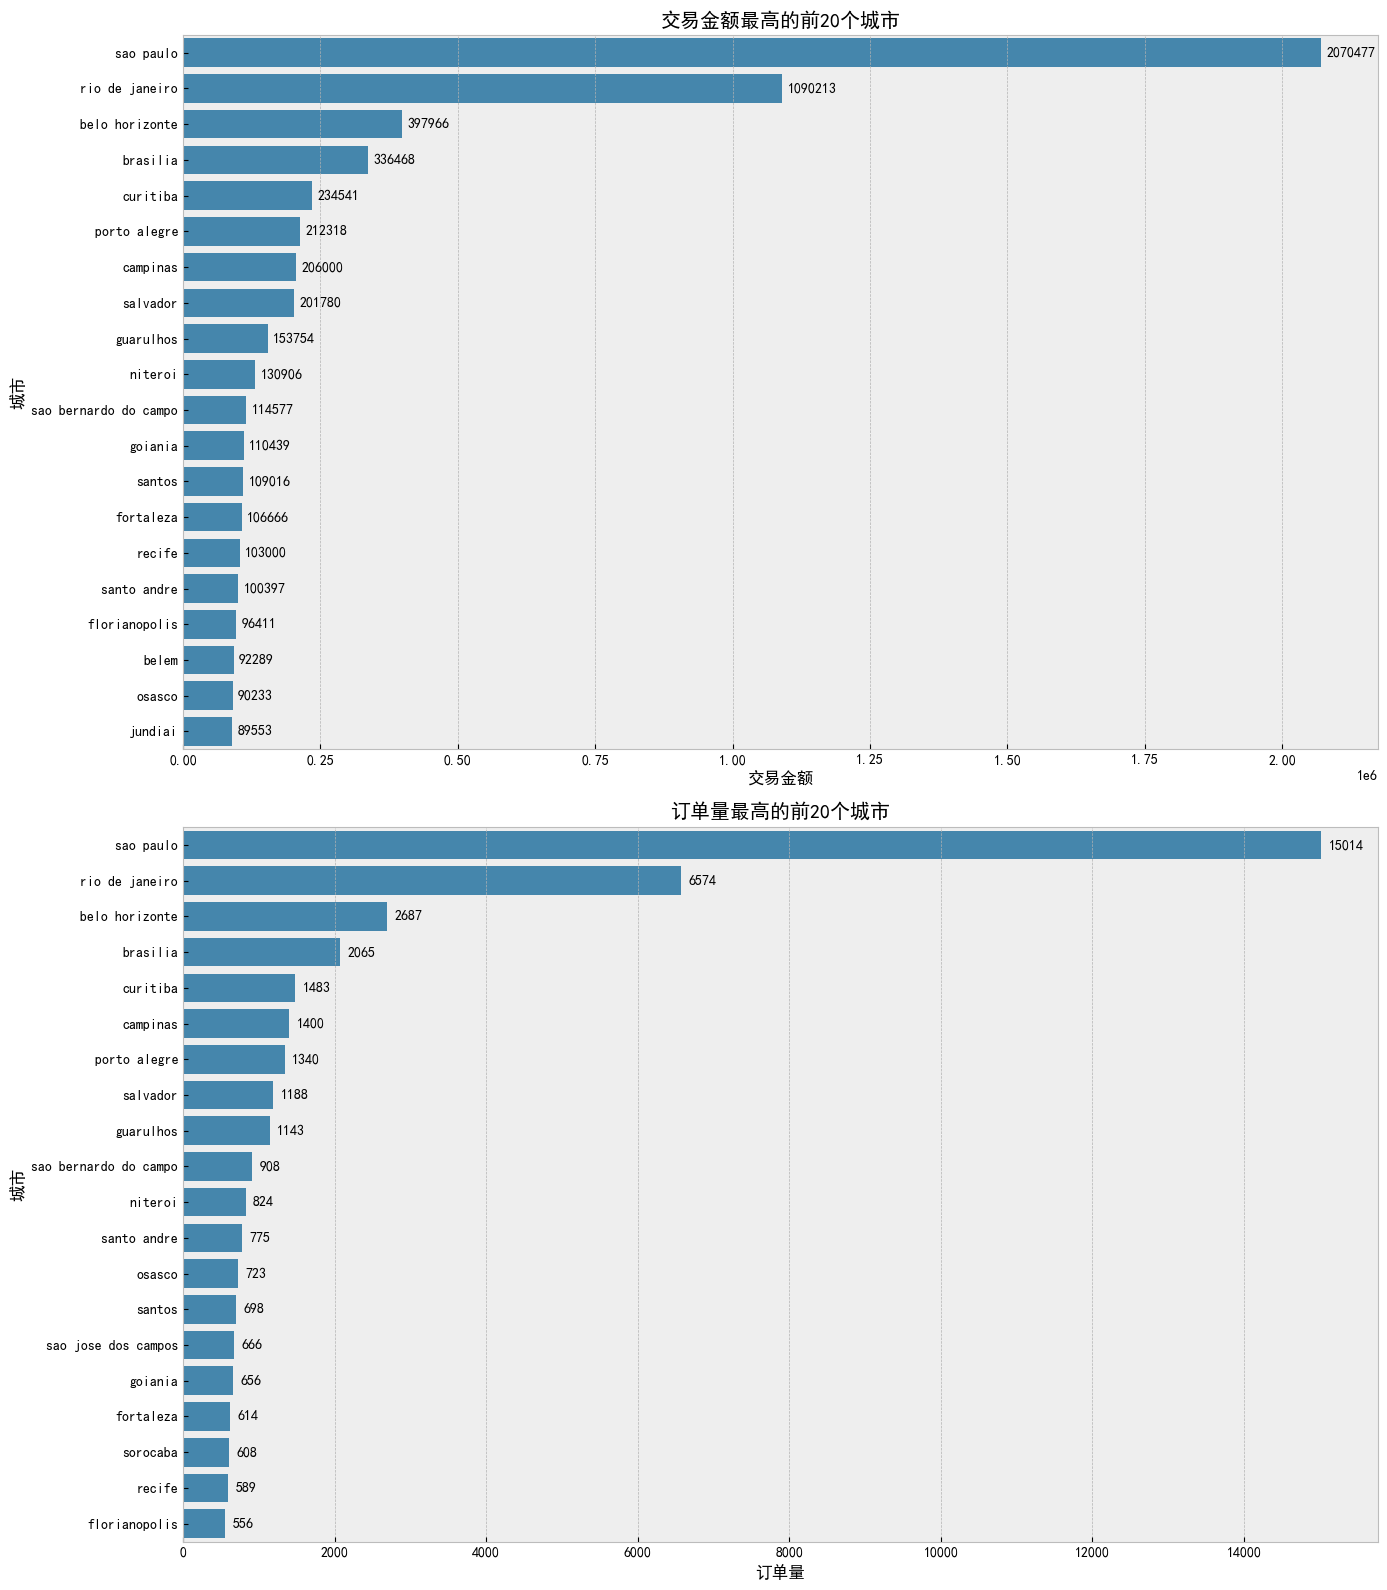 交易金额最高的前20个城市
sao paulo 2070477
rio de janeiro 1090213
belo horizonte 397966
brasilia 336468
curitiba 234541
porto alegre 212318
campinas 206000
salvador 201780
guarulhos 153754
niteroi 130906
城市
sao bernardo do campo 114577
goiania 110439
santos 109016
fortaleza 106666
recife 103000
santo andre 100397
florianopolis 96411
belem 92289
osasco 90233
jundiai 89553
0.00 0.25 0.50 0.75 1.00 1.25 1.50 1.75 2.00
交易金额 1e6
订单量最高的前20个城市
sao paulo 15014
rio de janeiro 6574
belo horizonte 2687
brasilia 2065
curitiba 1483
campinas 1400
porto alegre 1340
salvador 1188
guarulhos 1143
sao bernardo do campo 908
城市
niteroi 824
santo andre 775
osasco 723
santos 698
sao jose dos campos 666
goiania 656
fortaleza 614
sorocaba 608
recife 589
florianopolis 556
0 2000 4000 6000 8000 10000 12000 14000
订单量